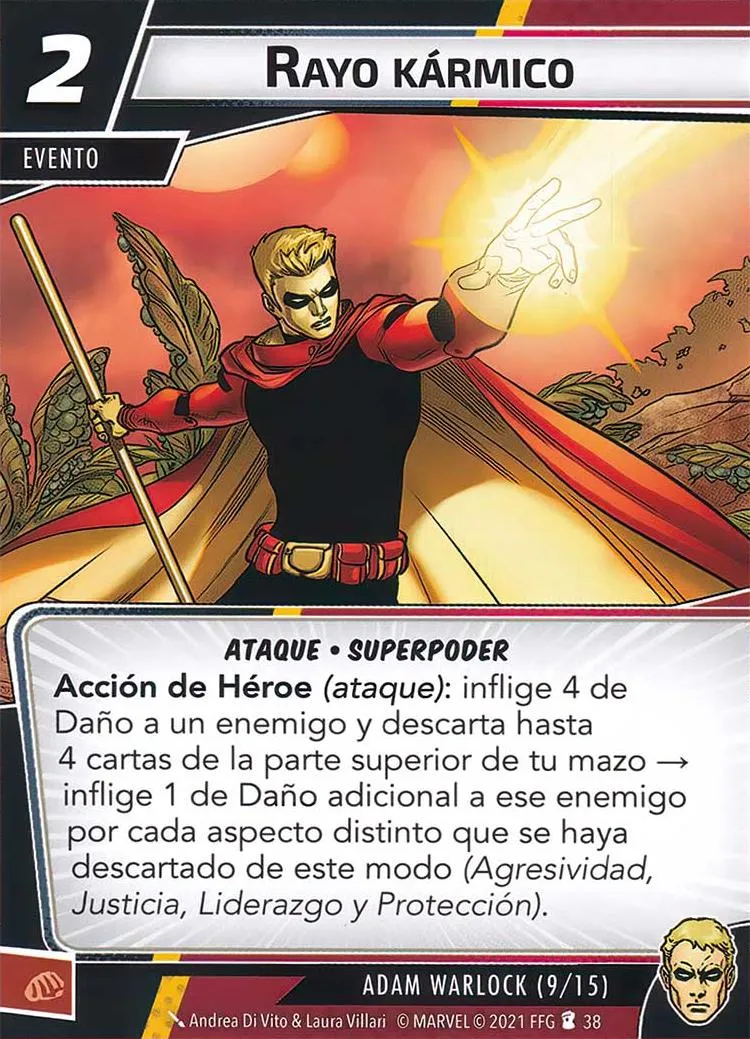 2
RAYO KÁRMICO
EVENTO
ATAQUE • SUPERPODER
Acción de Héroe (ataque): inflige 4 de
Daño a un enemigo y descarta hasta
4 cartas de la parte superior de tu mazo →
inflige 1 de Daño adicional a ese enemigo
por cada aspecto distinto que se haya
descartado de este modo (Agresividad,
Justicia, Liderazgo y Protección).
ADAM WARLOCK (9/15)
Andrea Di Vito & Laura Villari © MARVEL © 2021 FFG 38